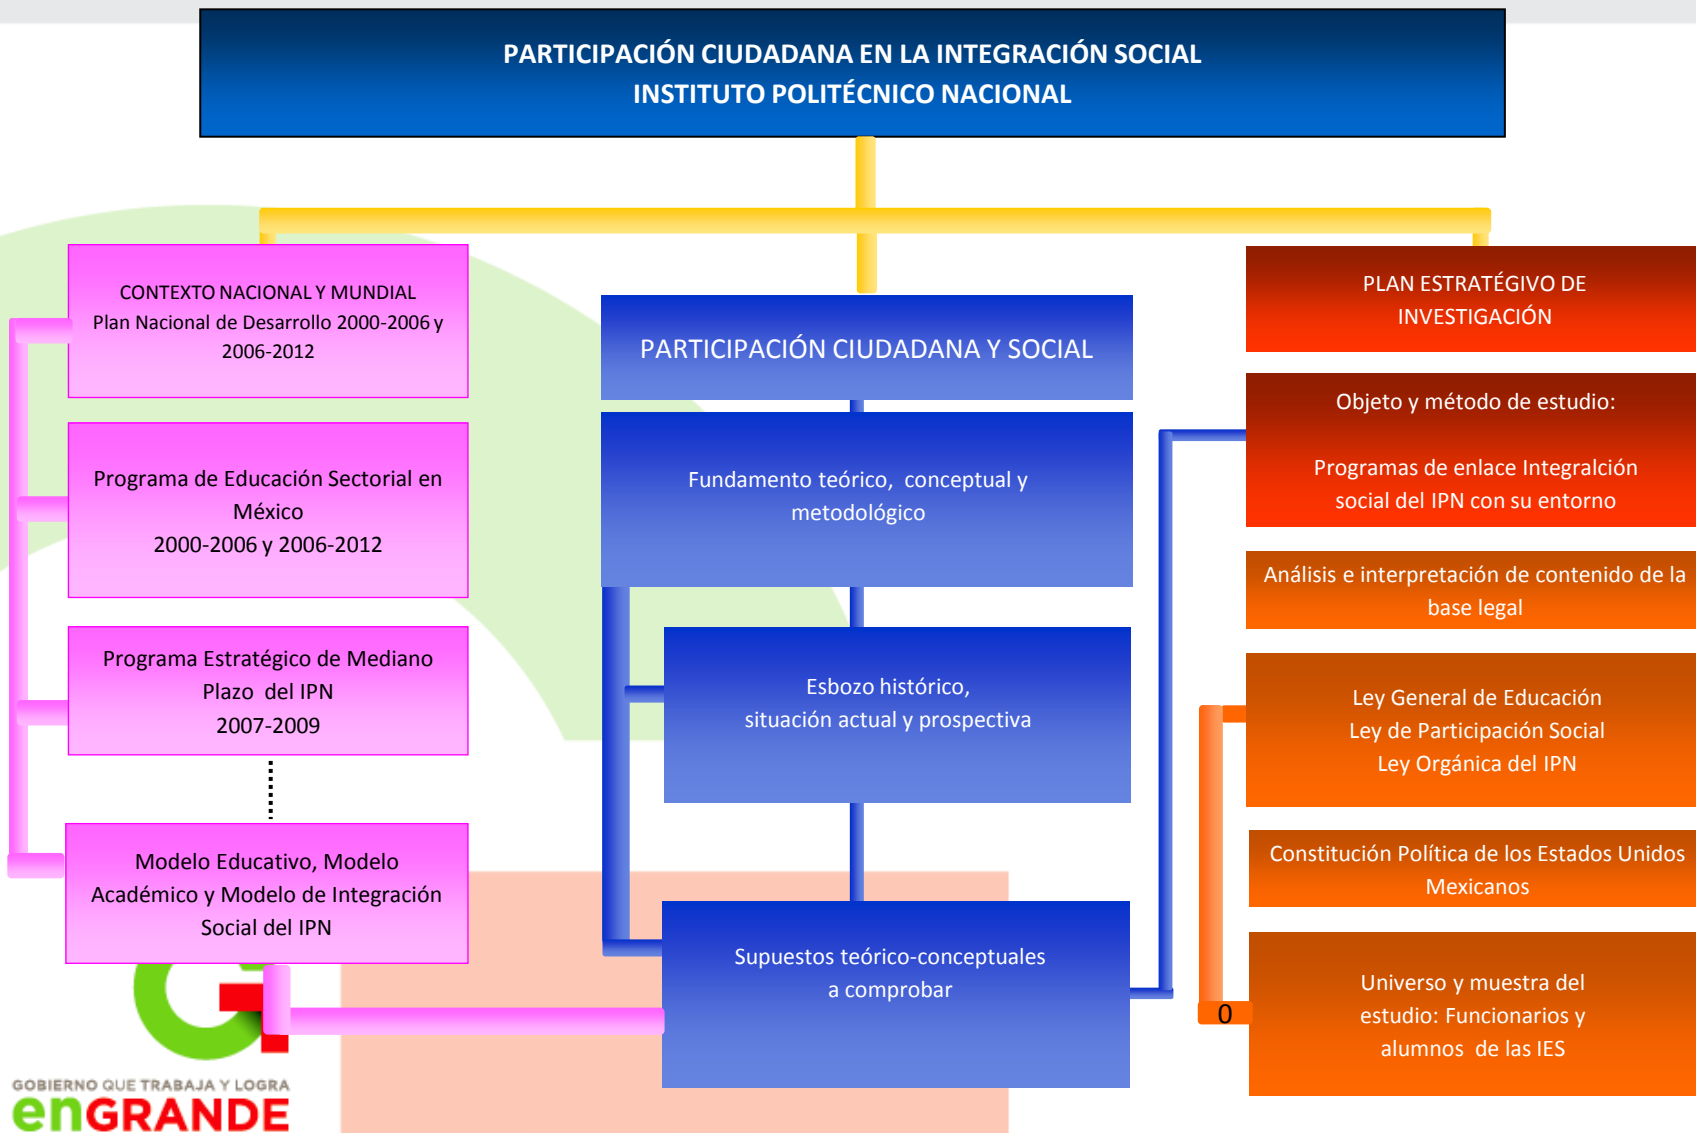 PARTICIPACIÓN CIUDADANA EN LA INTEGRACIÓN SOCIAL
INSTITUTO POLITÉCNICO NACIONAL
CONTEXTO NACIONAL Y MUNDIAL
Plan Nacional de Desarrollo 2000-2006 y
2006-2012
Programa de Educación Sectorial en
México
2000-2006 y 2006-2012
Programa Estratégico de Mediano
Plazo del IPN
2007-2009
Modelo Educativo, Modelo
Académico y Modelo de Integración
Social del IPN
PARTICIPACIÓN CIUDADANA Y SOCIAL
Fundamento teórico, conceptual y
metodológico
Esbozo histórico,
situación actual y prospectiva
Supuestos teórico-conceptuales
a comprobar
PLAN ESTRATÉGIVO DE
INVESTIGACIÓN
Objeto y método de estudio:
Programas de enlace Integralción
social del IPN con su entorno
Análisis e interpretación de contenido de la
base legal
Ley General de Educación
Ley de Participación Social
Ley Orgánica del IPN
Constitución Política de los Estados Unidos
Mexicanos
Universo y muestra del
estudio: Funcionarios y
alumnos de las IES
0
GOBIERNO QUE TRABAJA Y LOGRA
enGRANDE